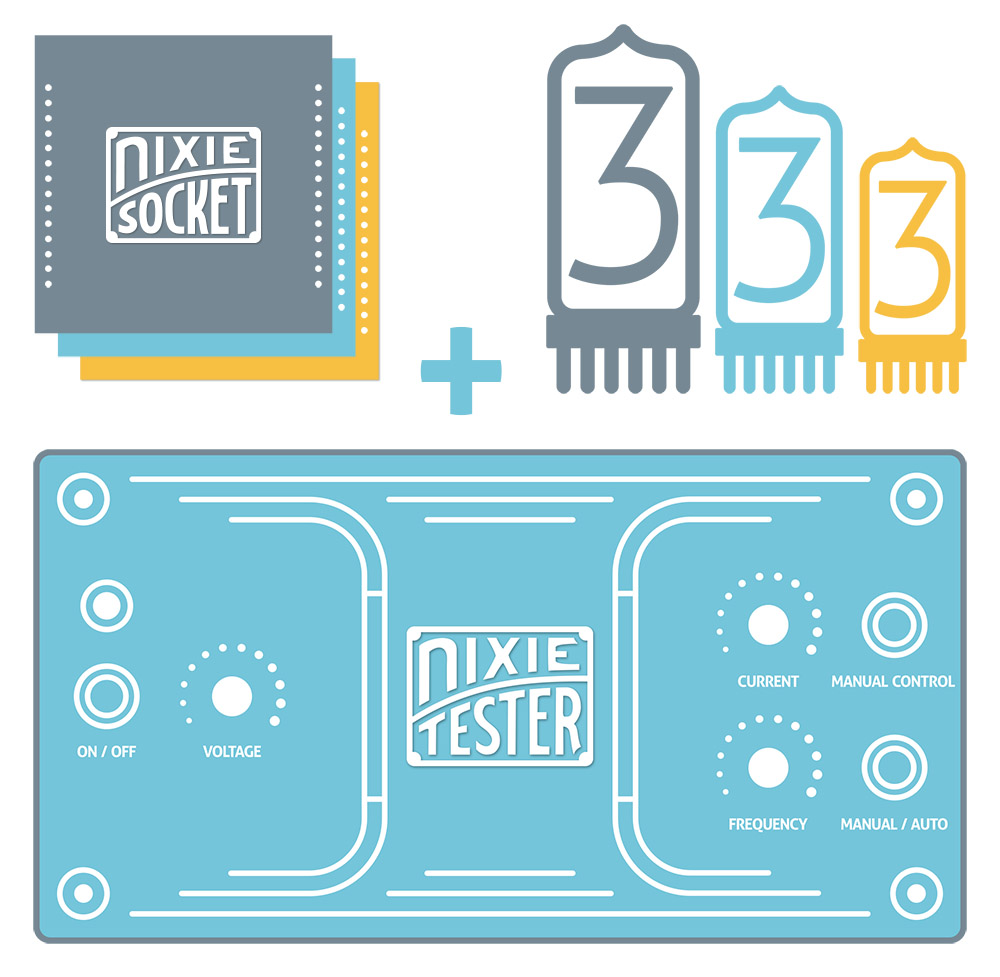 NIXIE
SOCKET
3 3 3
NIXIE
TESTER
ON / OFF
VOLTAGE
CURRENT
MANUAL CONTROL
FREQUENCY
MANUAL / AUTO